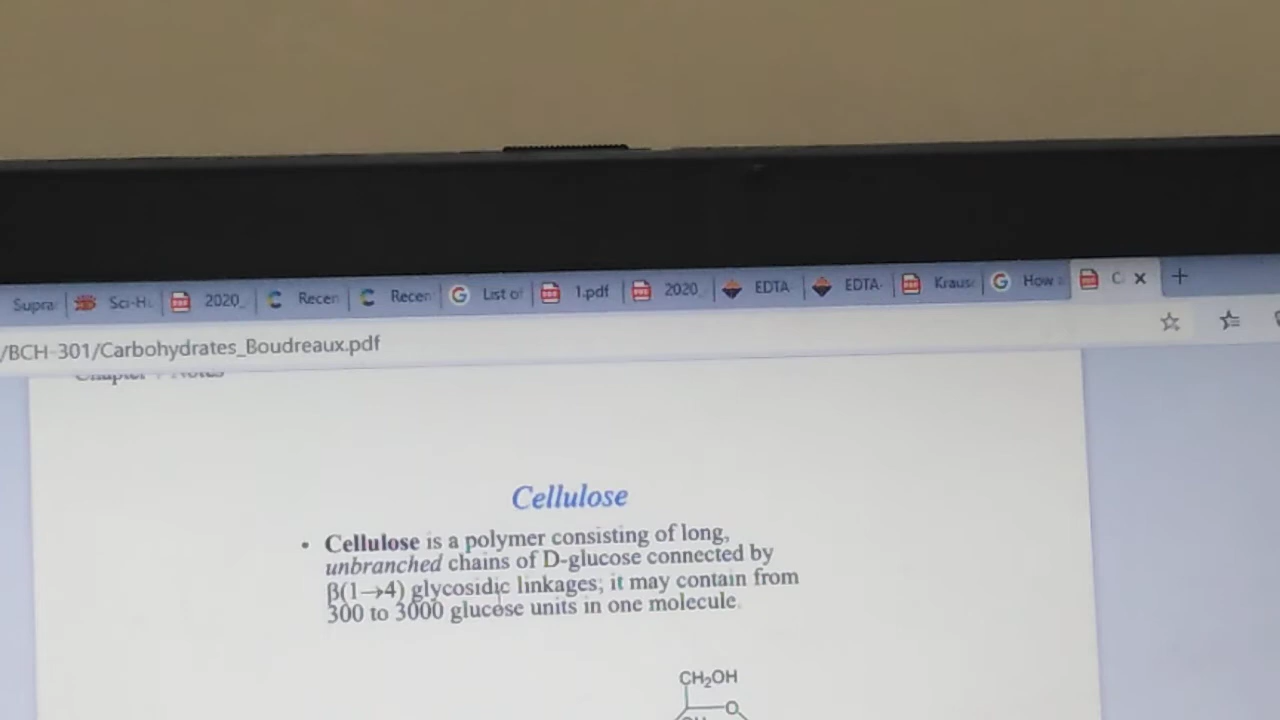 Supra Sci-H 2020_ Recen Recen List of 1.pdf 2020_ EDTA EDTA- Kraus How C
/BCH-301/Carbohydrates_Boudreaux.pdf
Cellulose
• Cellulose is a polymer consisting of long,
unbranched chains of D-glucose connected by
β(1→4) glycosidic linkages; it may contain from
300 to 3000 glucose units in one molecule.
CH₂OH
O